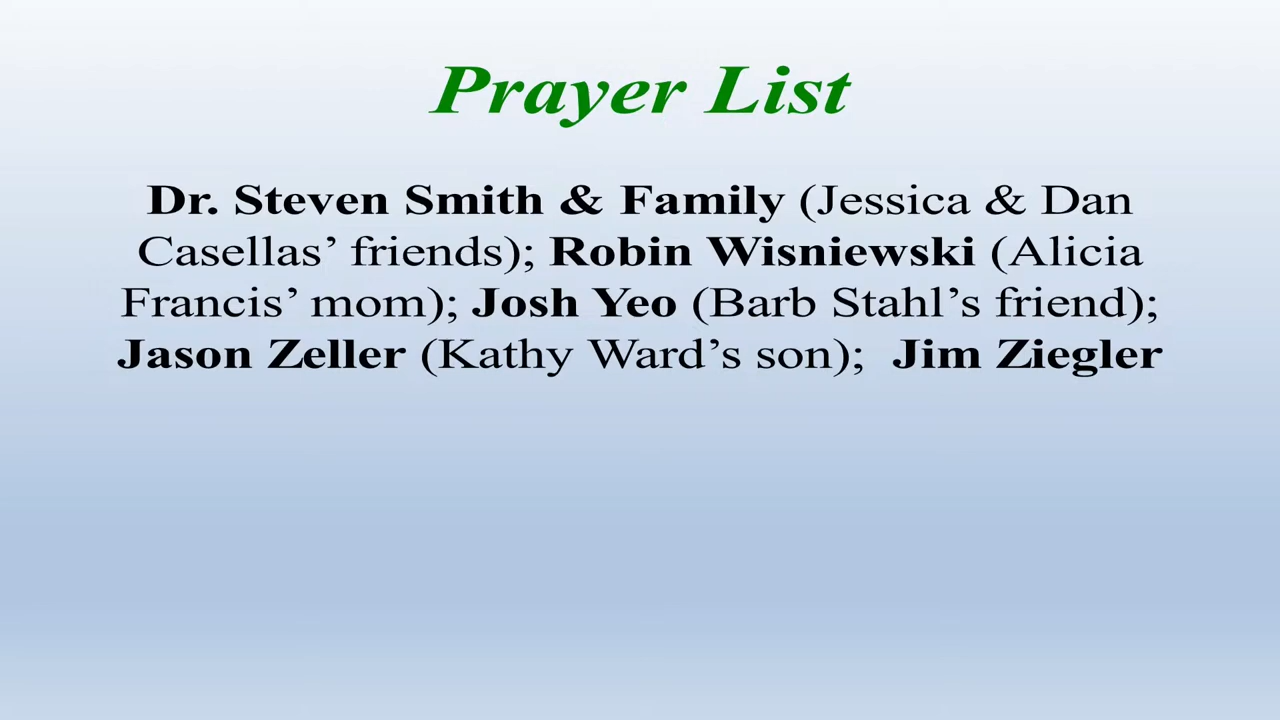 Prayer List
Dr. Steven Smith & Family (Jessica & Dan
Casellas’ friends); Robin Wisniewski (Alicia
Francis’ mom); Josh Yeo (Barb Stahl’s friend);
Jason Zeller (Kathy Ward’s son);  Jim Ziegler